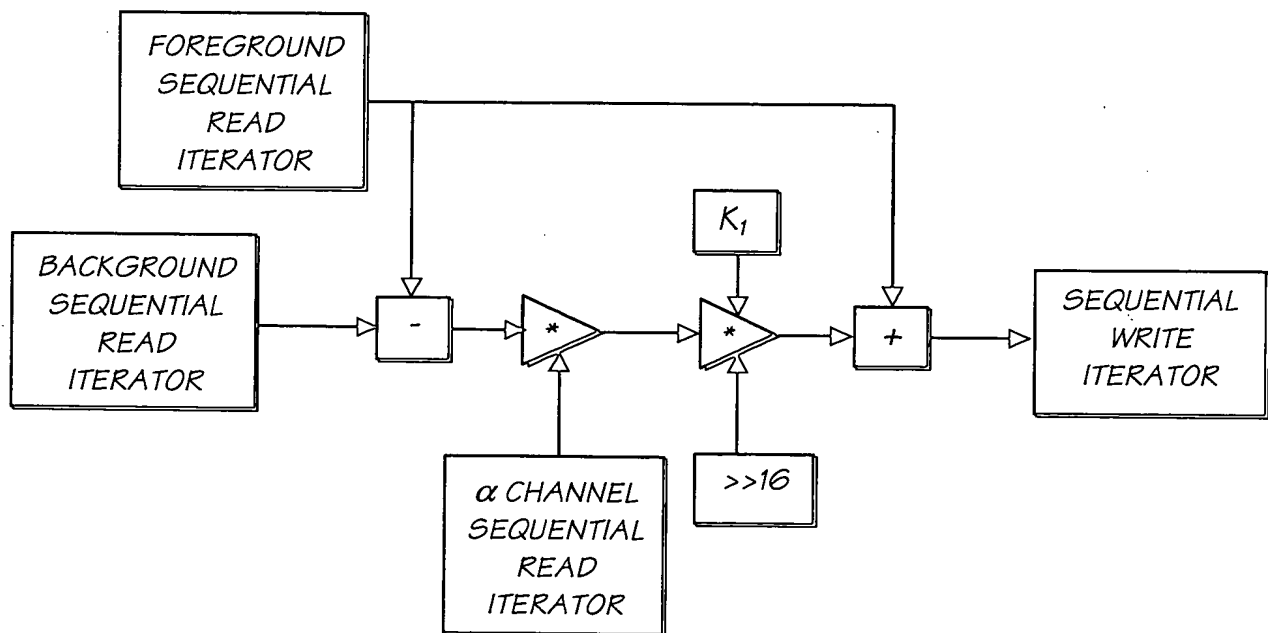 FOREGROUND
SEQUENTIAL
READ
ITERATOR
K1
BACKGROUND
SEQUENTIAL
READ
ITERATOR
-
*
*
+
SEQUENTIAL
WRITE
ITERATOR
α CHANNEL
SEQUENTIAL
READ
ITERATOR
>>16